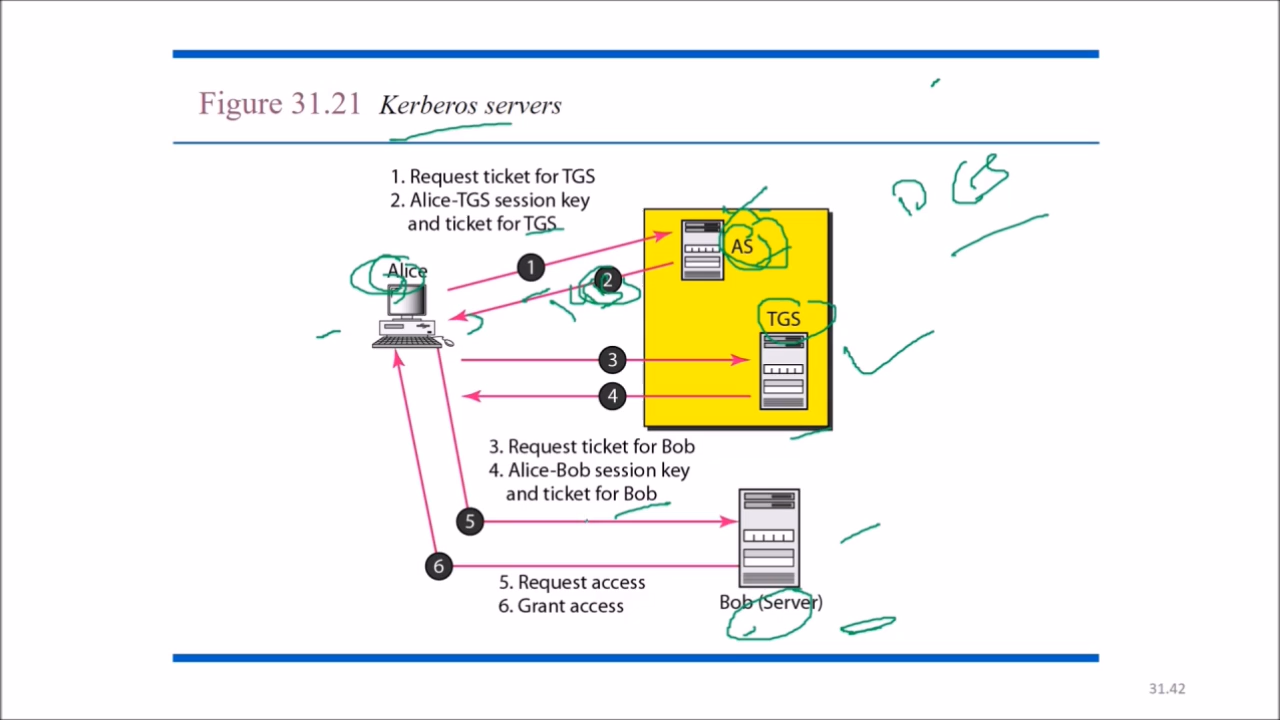 Figure 31.21 Kerberos servers
1. Request ticket for TGS
2. Alice-TGS session key
and ticket for TGS
Alice
AS
1
2
TGS
3
4
3. Request ticket for Bob
4. Alice-Bob session key
and ticket for Bob
5
6
5. Request access
6. Grant access
Bob (Server)
31.42